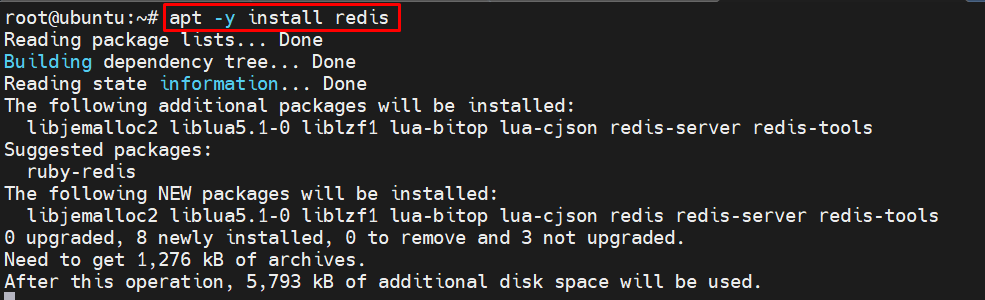 root@ubuntu:~# apt -y install redis
Reading package lists... Done
Building dependency tree... Done
Reading state information... Done
The following additional packages will be installed:
  libjemalloc2 liblua5.1-0 liblzf1 lua-bitop lua-cjson redis-server redis-tools
Suggested packages:
  ruby-redis
The following NEW packages will be installed:
  libjemalloc2 liblua5.1-0 liblzf1 lua-bitop lua-cjson redis redis-server redis-tools
0 upgraded, 8 newly installed, 0 to remove and 3 not upgraded.
Need to get 1,276 kB of archives.
After this operation, 5,793 kB of additional disk space will be used.